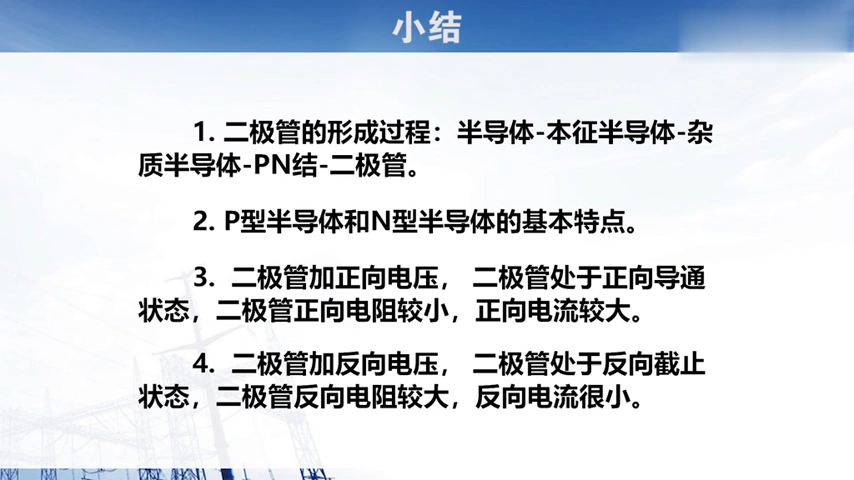 小结
1. 二极管的形成过程：半导体-本征半导体-杂
质半导体-PN结-二极管。
2. P型半导体和N型半导体的基本特点。
3. 二极管加正向电压， 二极管处于正向导通
状态，二极管正向电阻较小，正向电流较大。
4. 二极管加反向电压， 二极管处于反向截止
状态，二极管反向电阻较大，反向电流很小。